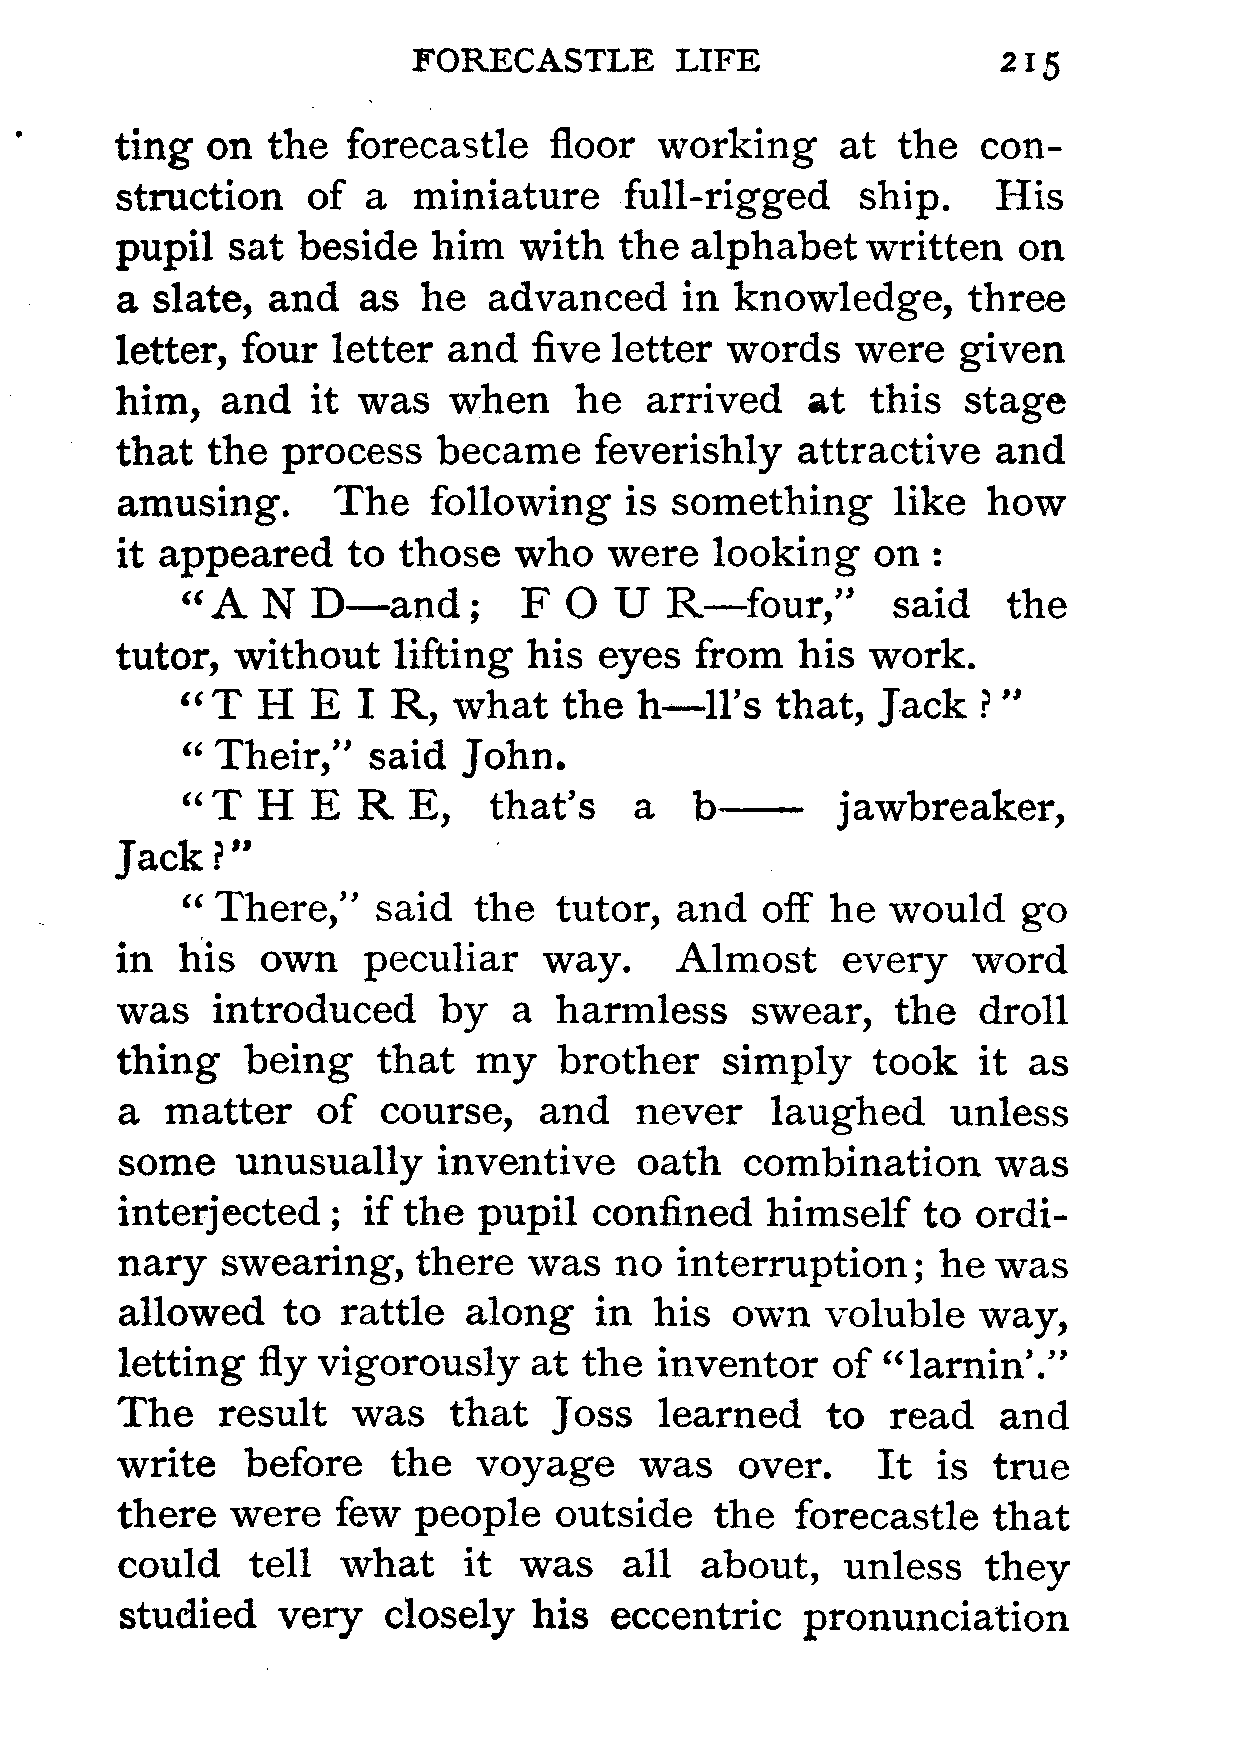 FORECASTLE LIFE 215
ting on the forecastle floor working at the con-
struction of a miniature full-rigged ship. His
pupil sat beside him with the alphabet written on
a slate, and as he advanced in knowledge, three
letter, four letter and five letter words were given
him, and it was when he arrived at this stage
that the process became feverishly attractive and
amusing. The following is something like how
it appeared to those who were looking on :
"A N D—and ; F O U R—four," said the
tutor, without lifting his eyes from his work.
"T H E I R, what the h—ll's that, Jack ? "
" Their," said John.
"T H E R E, that's a b—— jawbreaker,
Jack ? "
" There," said the tutor, and off he would go
in his own peculiar way. Almost every word
was introduced by a harmless swear, the droll
thing being that my brother simply took it as
a matter of course, and never laughed unless
some unusually inventive oath combination was
interjected ; if the pupil confined himself to ordi-
nary swearing, there was no interruption ; he was
allowed to rattle along in his own voluble way,
letting fly vigorously at the inventor of "larnin'."
The result was that Joss learned to read and
write before the voyage was over. It is true
there were few people outside the forecastle that
could tell what it was all about, unless they
studied very closely his eccentric pronunciation